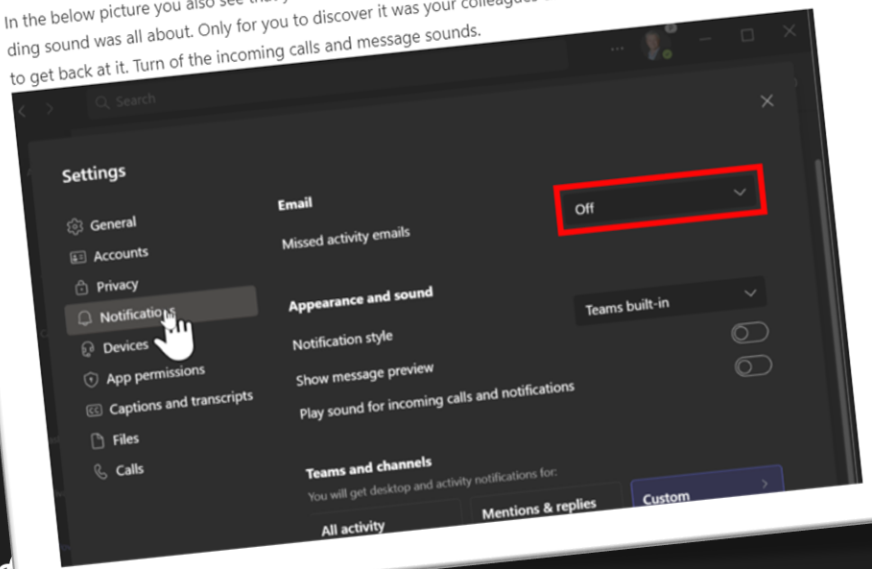 In the below picture you also see
ding sound was all about. Only for you to discover it was your colleagues
to get back at it. Turn of the incoming calls and message sounds.
Search
Settings
General
Accounts
Privacy
Notifications
Devices
App permissions
Captions and transcripts
Files
Calls
Email
Missed activity emails
Off
Appearance and sound
Notification style
Teams built-in
Show message preview
Play sound for incoming calls and notifications
Teams and channels
You will get desktop and activity notifications for:
All activity
Mentions & replies
Custom